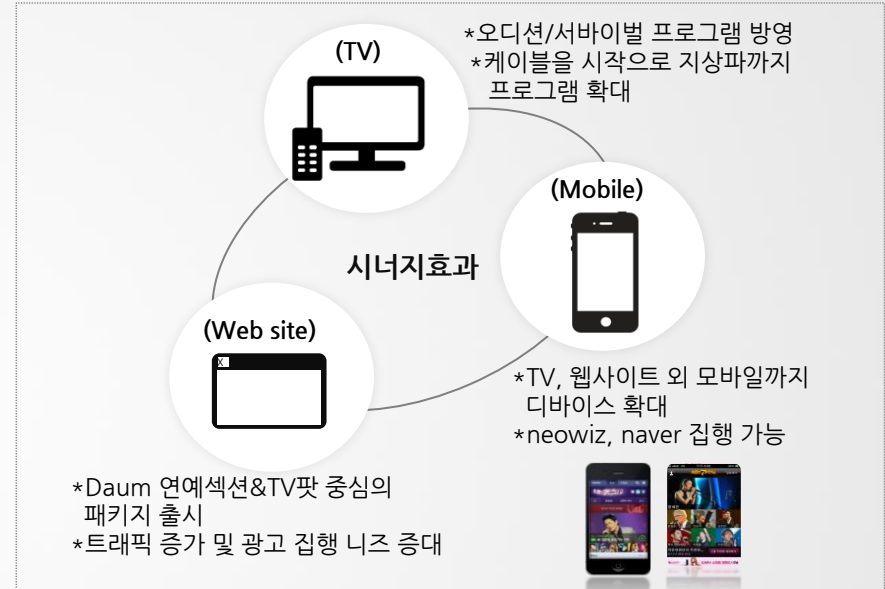 (TV)
*오디션/서바이벌 프로그램 방영
*케이블을 시작으로 지상파까지
프로그램 확대
(Mobile)
시너지효과
(Web site)
X
*TV, 웹사이트 외 모바일까지
디바이스 확대
*neowiz, naver 집행 가능
*Daum 연예섹션&TV팟 중심의
패키지 출시
*트래픽 증가 및 광고 집행 니즈 증대